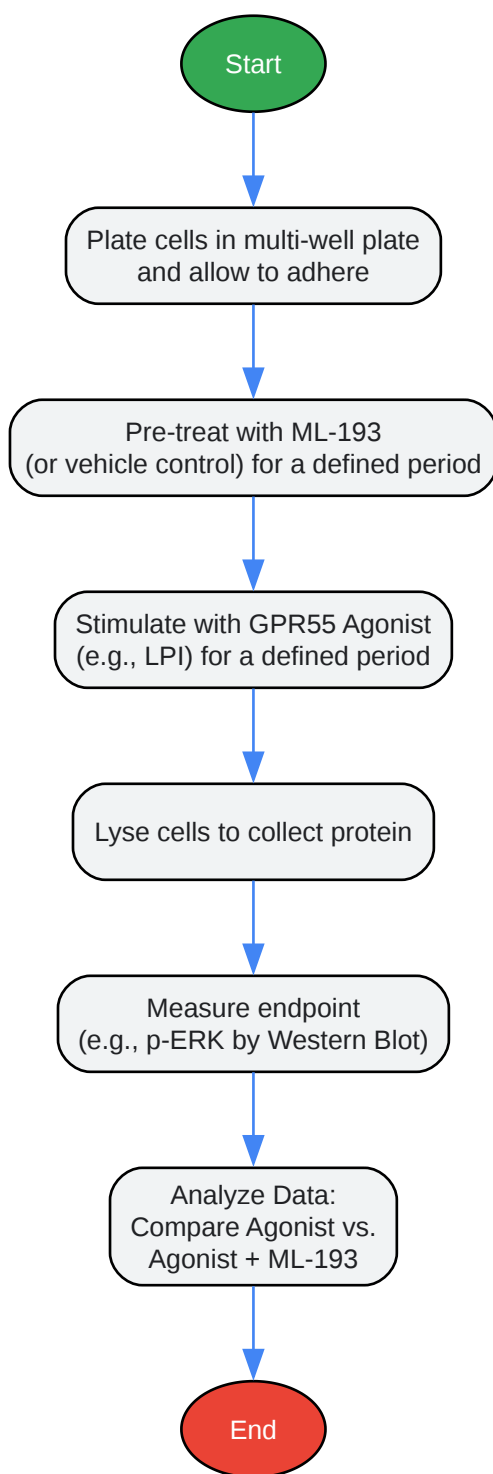 Start
Plate cells in multi-well plate
and allow to adhere
Pre-treat with ML-193
(or vehicle control) for a defined period
Stimulate with GPR55 Agonist
(e.g., LPI) for a defined period
Lyse cells to collect protein
Measure endpoint
(e.g., p-ERK by Western Blot)
Analyze Data:
Compare Agonist vs.
Agonist + ML-193
End